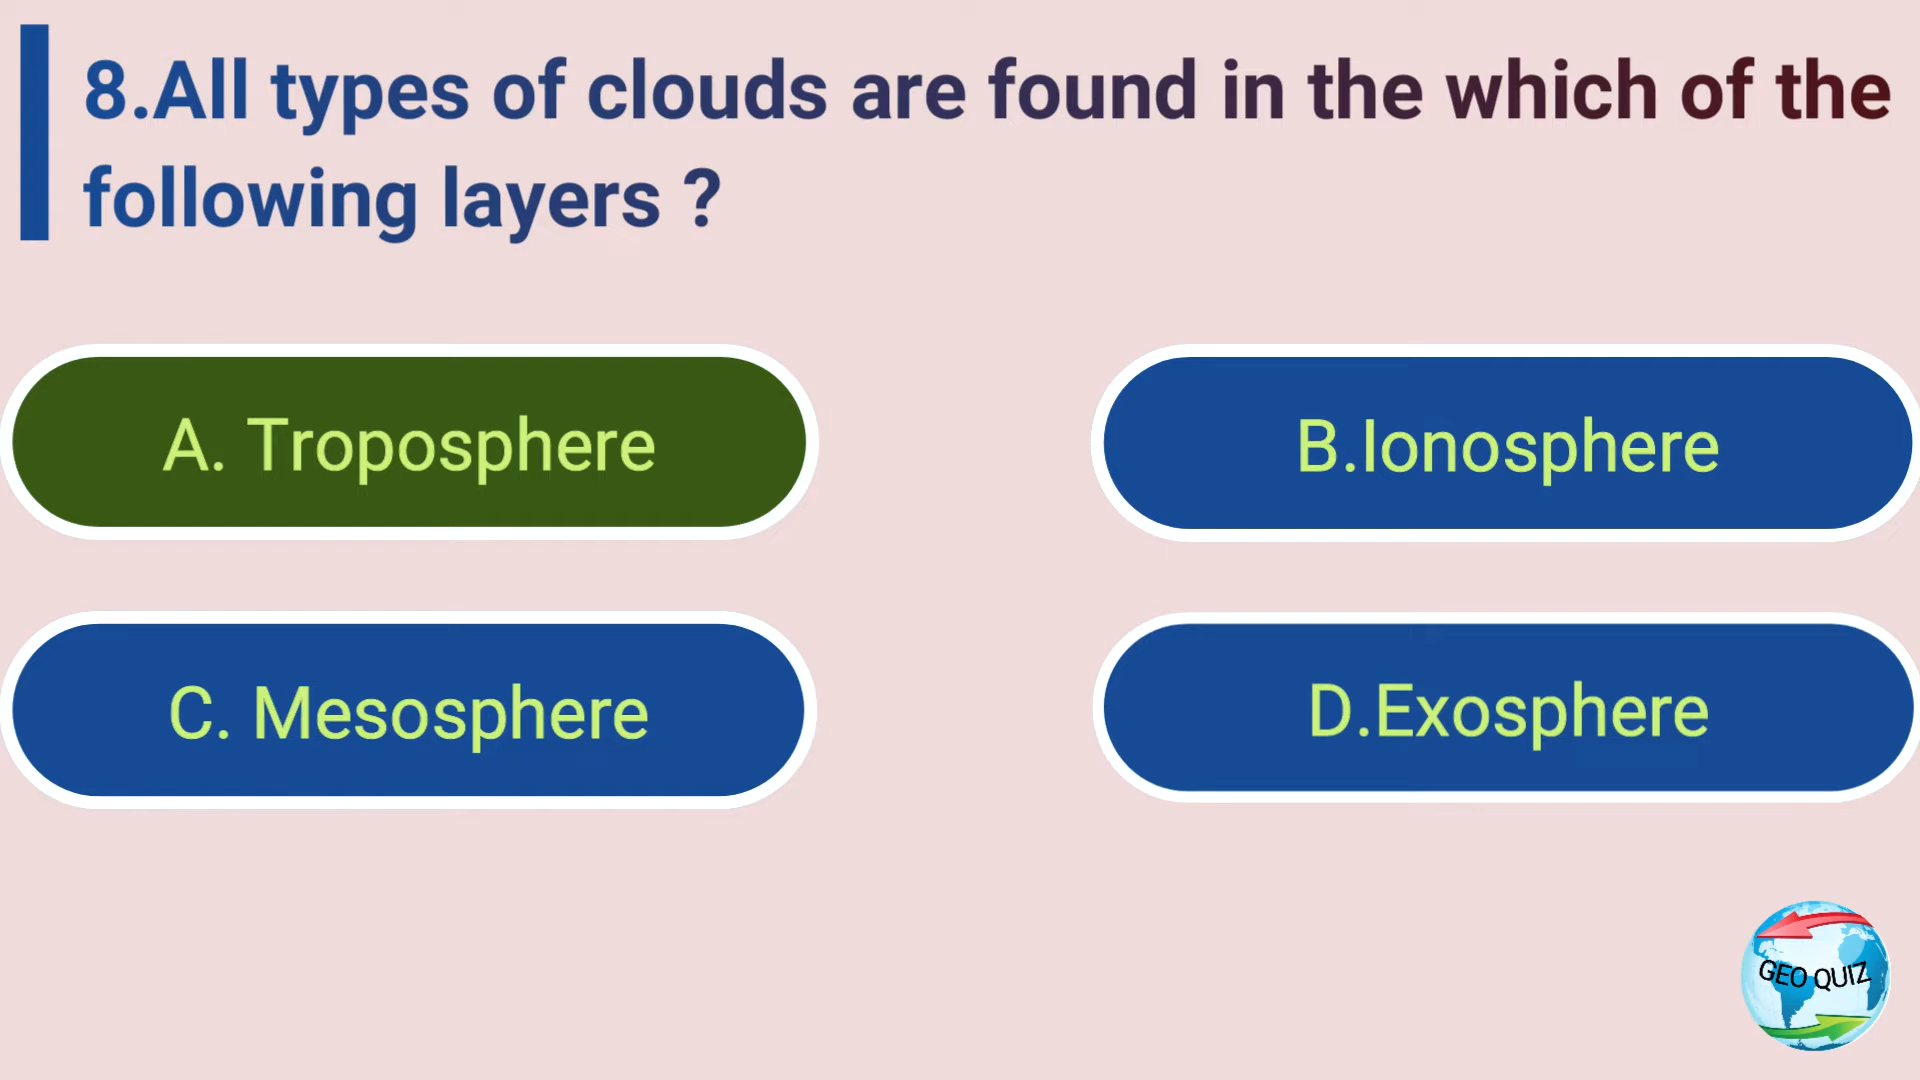 8.All types of clouds are found in the which of the
following layers ?
A. Troposphere
B.Ionosphere
C. Mesosphere
D.Exosphere
GEO QUIZ